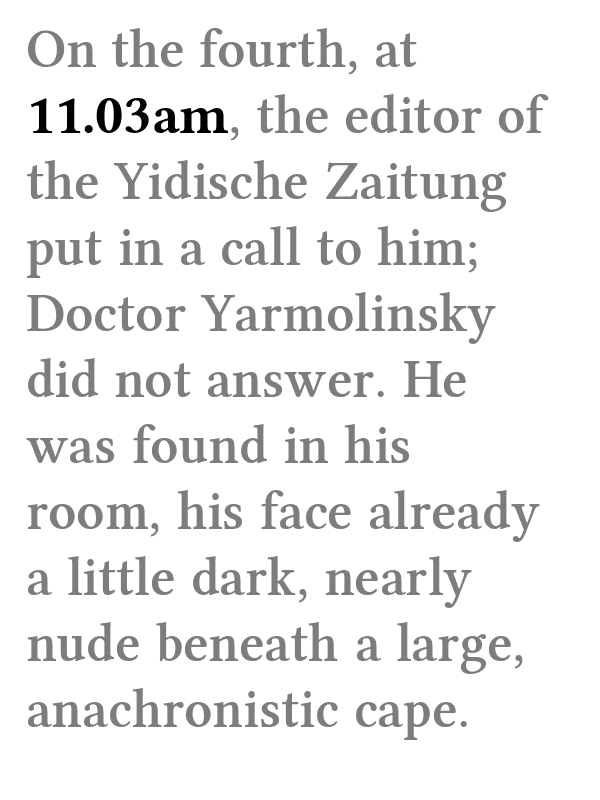 On the fourth, at
11.03am, the editor of
the Yidische Zaitung
put in a call to him;
Doctor Yarmolinsky
did not answer. He
was found in his
room, his face already
a little dark, nearly
nude beneath a large,
anachronistic cape.